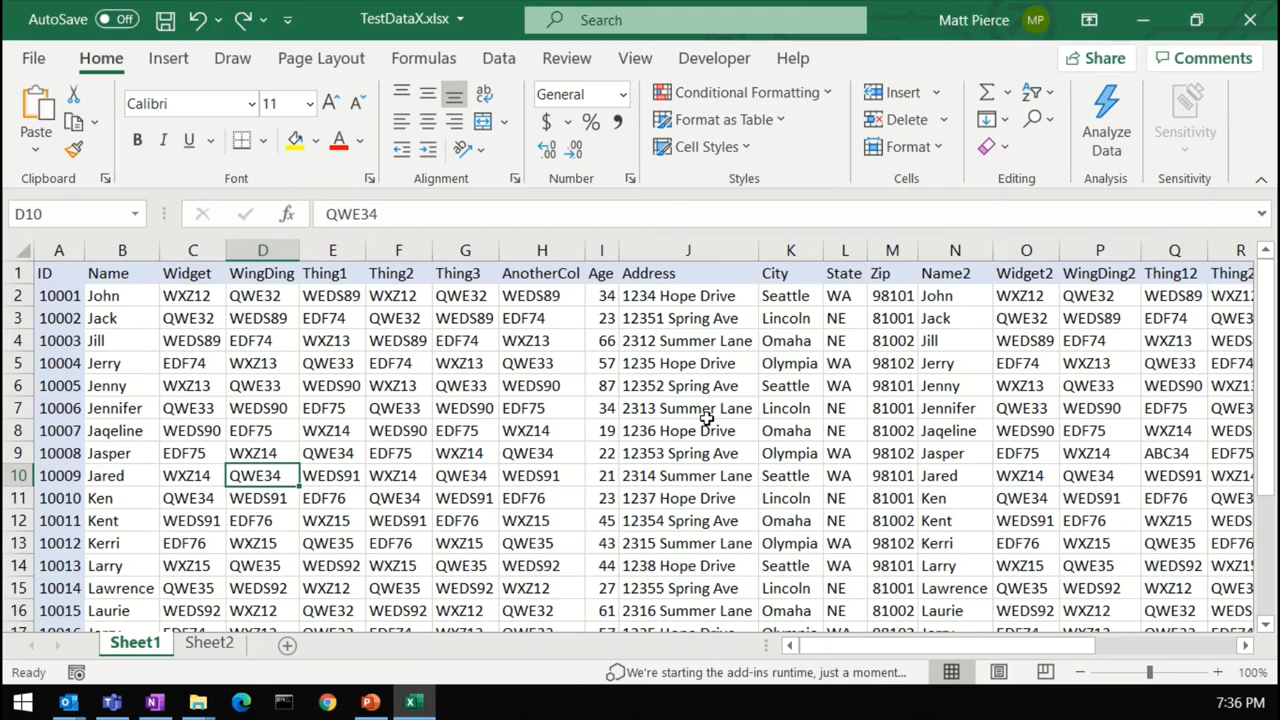 AutoSave Off TestDataX.xlsx Search Matt Pierce MP
File Home Insert Draw Page Layout Formulas Data Review View Developer Help Share Comments
Paste
Calibri 11
B I U
General
Conditional Formatting
Format as Table
Cell Styles
Insert
Delete
Format
Analyze Data
Sensitivity
Clipboard Font Alignment Number Styles Cells Editing Analysis Sensitivity
D10 fx QWE34
A B C D E F G H I J K L M N O P Q R
1 ID Name Widget WingDing Thing1 Thing2 Thing3 AnotherCol Age Address City State Zip Name2 Widget2 WingDing2 Thing12 Thing2
2 10001 John WXZ12 QWE32 WEDS89 WXZ12 QWE32 WEDS89 34 1234 Hope Drive Seattle WA 98101 John WXZ12 QWE32 WEDS89 WXZ1
3 10002 Jack QWE32 WEDS89 EDF74 QWE32 WEDS89 EDF74 23 12351 Spring Ave Lincoln NE 81001 Jack QWE32 WEDS89 EDF74 QWE3
4 10003 Jill WEDS89 EDF74 WXZ13 WEDS89 EDF74 WXZ13 66 2312 Summer Lane Omaha NE 81002 Jill WEDS89 EDF74 WXZ13 WEDS
5 10004 Jerry EDF74 WXZ13 QWE33 EDF74 WXZ13 QWE33 57 1235 Hope Drive Olympia WA 98102 Jerry EDF74 WXZ13 QWE33 EDF74
6 10005 Jenny WXZ13 QWE33 WEDS90 WXZ13 QWE33 WEDS90 87 12352 Spring Ave Seattle WA 98101 Jenny WXZ13 QWE33 WEDS90 WXZ1
7 10006 Jennifer QWE33 WEDS90 EDF75 QWE33 WEDS90 EDF75 34 2313 Summer Lane Lincoln NE 81001 Jennifer QWE33 WEDS90 EDF75 QWE3
8 10007 Jaqeline WEDS90 EDF75 WXZ14 WEDS90 EDF75 WXZ14 19 1236 Hope Drive Omaha NE 81002 Jaqeline WEDS90 EDF75 WXZ14 WEDS
9 10008 Jasper EDF75 WXZ14 QWE34 EDF75 WXZ14 QWE34 22 12353 Spring Ave Olympia WA 98102 Jasper EDF75 WXZ14 ABC34 EDF75
10 10009 Jared WXZ14 QWE34 WEDS91 WXZ14 QWE34 WEDS91 21 2314 Summer Lane Seattle WA 98101 Jared WXZ14 QWE34 WEDS91 WXZ14
11 10010 Ken QWE34 WEDS91 EDF76 QWE34 WEDS91 EDF76 23 1237 Hope Drive Lincoln NE 81001 Ken QWE34 WEDS91 EDF76 QWE3
12 10011 Kent WEDS91 EDF76 WXZ15 WEDS91 EDF76 WXZ15 45 12354 Spring Ave Omaha NE 81002 Kent WEDS91 EDF76 WXZ15 WEDS
13 10012 Kerri EDF76 WXZ15 QWE35 EDF76 WXZ15 QWE35 43 2315 Summer Lane Olympia WA 98102 Kerri EDF76 WXZ15 QWE35 EDF76
14 10013 Larry WXZ15 QWE35 WEDS92 WXZ15 QWE35 WEDS92 44 1238 Hope Drive Seattle WA 98101 Larry WXZ15 QWE35 WEDS92 WXZ1
15 10014 Lawrence QWE35 WEDS92 WXZ12 QWE35 WEDS92 WXZ12 27 12355 Spring Ave Lincoln NE 81001 Lawrence QWE35 WEDS92 WXZ12 QWE3
16 10015 Laurie WEDS92 WXZ12 QWE32 WEDS92 WXZ12 QWE32 61 2316 Summer Lane Omaha NE 81002 Laurie WEDS92 WXZ12 QWE32 WEDS
17
Sheet1 Sheet2
Ready We're starting the add-ins runtime, just a moment... 100%
7:36 PM